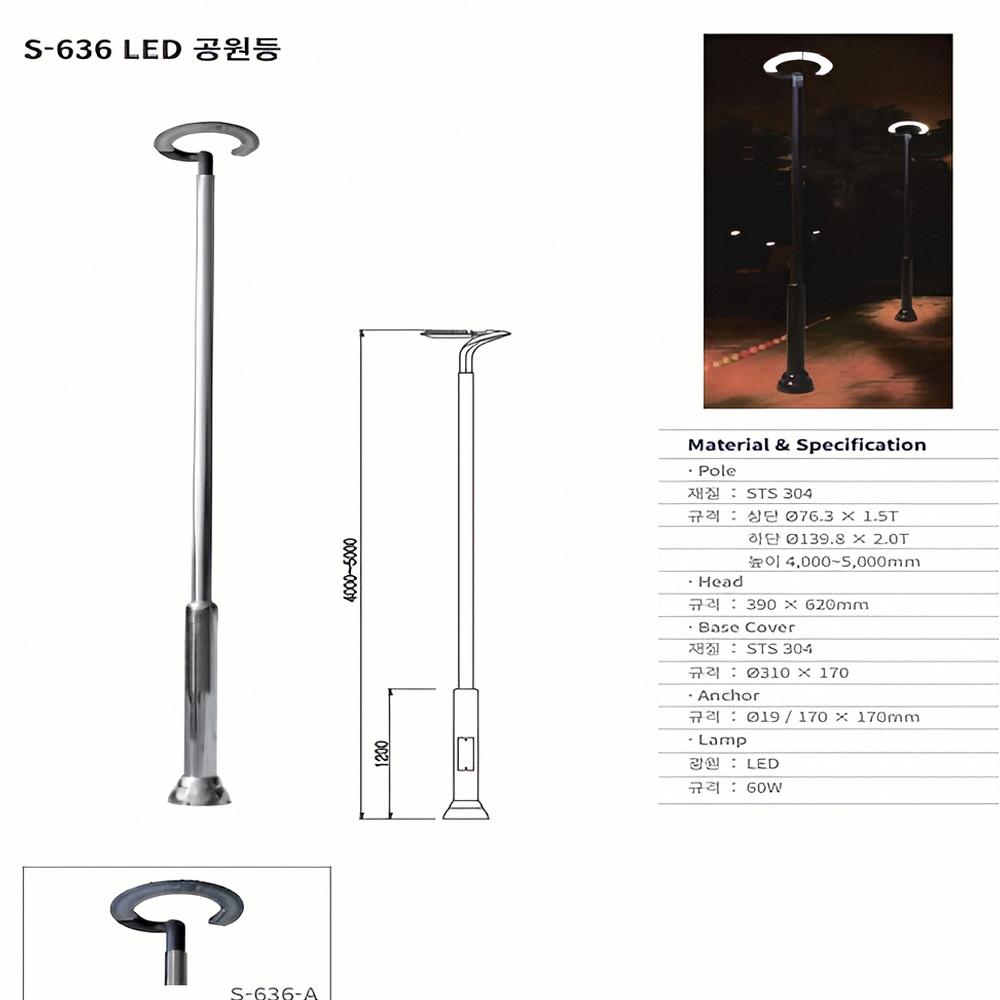 S-636 LED 공원등
4000~5000
1200
Material & Specification
· Pole
재질 : STS 304
규격 : 상단 Ø76.3 × 1.5T
하단 Ø139.8 × 2.0T
높이 4,000~5,000mm
· Head
규격 : 390 × 620mm
· Base Cover
재질 : STS 304
규격 : Ø310 × 170
· Anchor
규격 : Ø19 / 170 × 170mm
· Lamp
광원 : LED
규격 : 60W
S-636-A